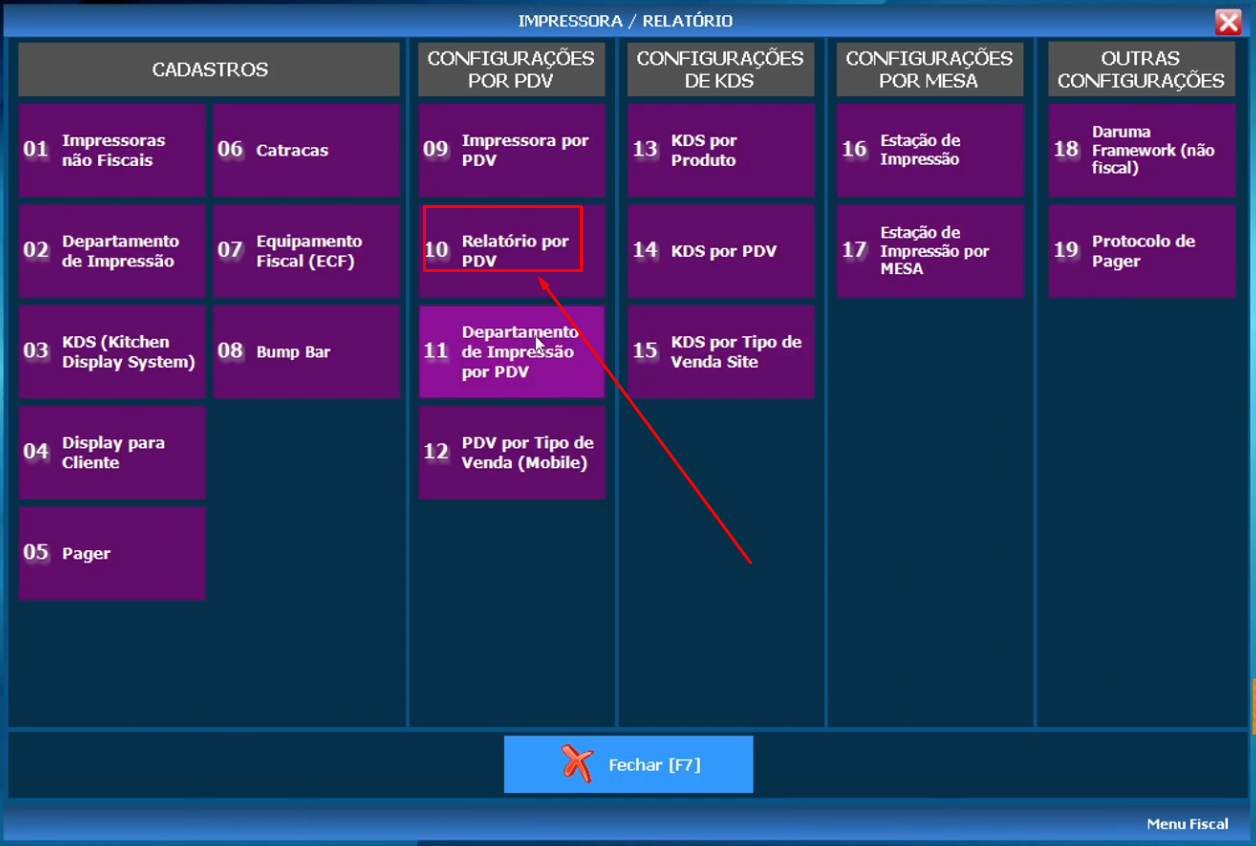 IMPRESSORA / RELATÓRIO
CADASTROS
01 Impressoras
não Fiscais
06 Catracas
02 Departamento
de Impressão
07 Equipamento
Fiscal (ECF)
03 KDS (Kitchen
Display System)
08 Bump Bar
04 Display para
Cliente
05 Pager
CONFIGURAÇÕES
POR PDV
09 Impressora por
PDV
10 Relatório por
PDV
11 Departamento
de Impressão
por PDV
12 PDV por Tipo de
Venda (Mobile)
CONFIGURAÇÕES
DE KDS
13 KDS por
Produto
14 KDS por PDV
15 KDS por Tipo de
Venda Site
CONFIGURAÇÕES
POR MESA
16 Estação de
Impressão
17 Estação de
Impressão por
MESA
OUTRAS
CONFIGURAÇÕES
18 Daruma
Framework (não
fiscal)
19 Protocolo de
Pager
Fechar [F7]
Menu Fiscal